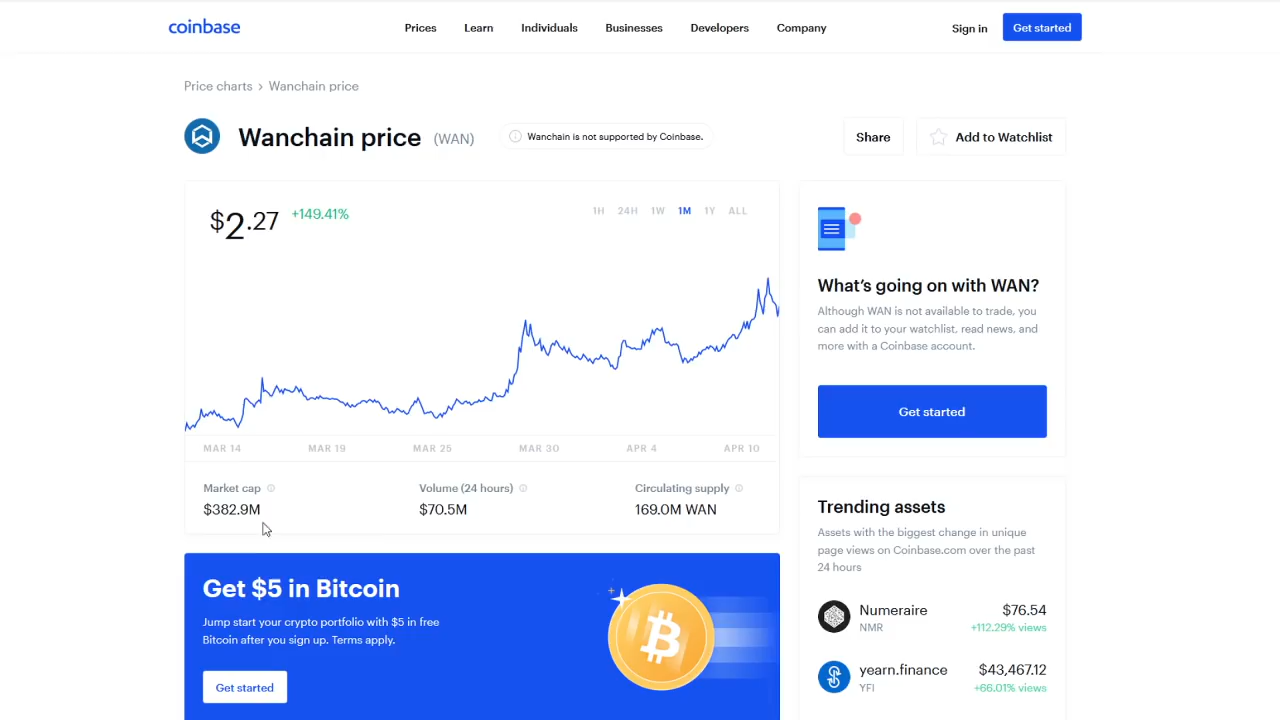 coinbase
Prices Learn Individuals Businesses Developers Company
Sign in Get started
Price charts › Wanchain price
Wanchain price (WAN) Wanchain is not supported by Coinbase. Share Add to Watchlist
$2.27 +149.41% 1H 24H 1W 1M 1Y ALL
MAR 14 MAR 19 MAR 25 MAR 30 APR 4 APR 10
Market cap Volume (24 hours) Circulating supply
$382.9M $70.5M 169.0M WAN
What's going on with WAN?
Although WAN is not available to trade, you
can add it to your watchlist, read news, and
more with a Coinbase account.
Get started
Get $5 in Bitcoin
Jump start your crypto portfolio with $5 in free
Bitcoin after you sign up. Terms apply.
Get started
Trending assets
Assets with the biggest change in unique
page views on Coinbase.com over the past
24 hours
Numeraire $76.54
NMR +112.29% views
yearn.finance $43,467.12
YFI +66.01% views